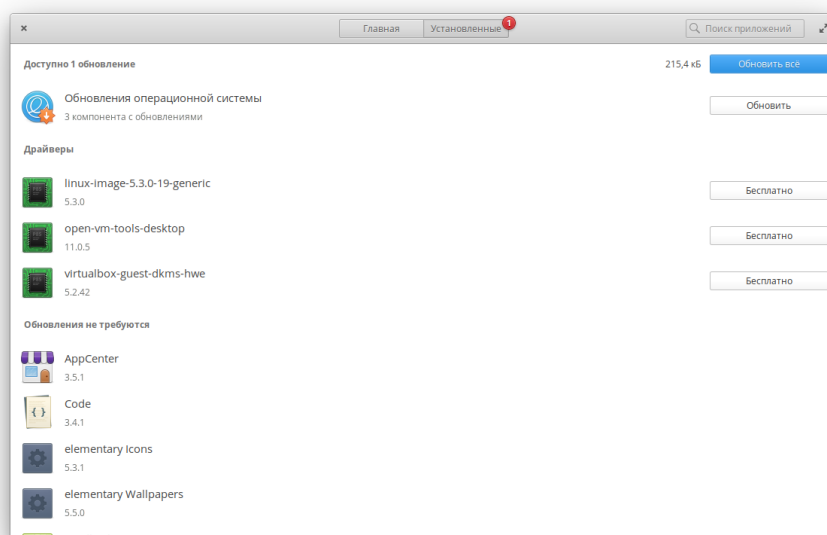 Главная Установленные 1 Поиск приложений
Доступно 1 обновление 215,4 кБ Обновить всё
Обновления операционной системы Обновить
3 компонента с обновлениями
Драйверы
linux-image-5.3.0-19-generic Бесплатно
5.3.0
open-vm-tools-desktop Бесплатно
11.0.5
virtualbox-guest-dkms-hwe Бесплатно
5.2.42
Обновления не требуются
AppCenter
3.5.1
Code
3.4.1
elementary Icons
5.3.1
elementary Wallpapers
5.5.0